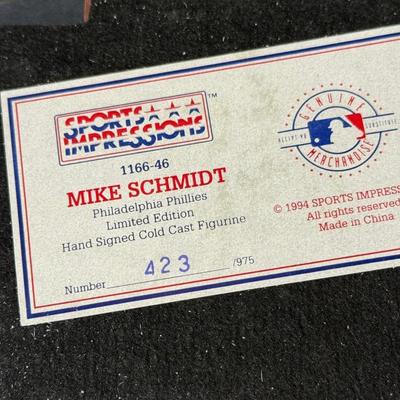 SPORTS
IMPRESSIONS
TM
1166-46
MIKE SCHMIDT
Philadelphia Phillies
Limited Edition
Hand Signed Cold Cast Figurine
Number 423 /975
GENUINE
MERCHANDISE
© 1994 SPORTS IMPRESS
All rights reserved
Made in China